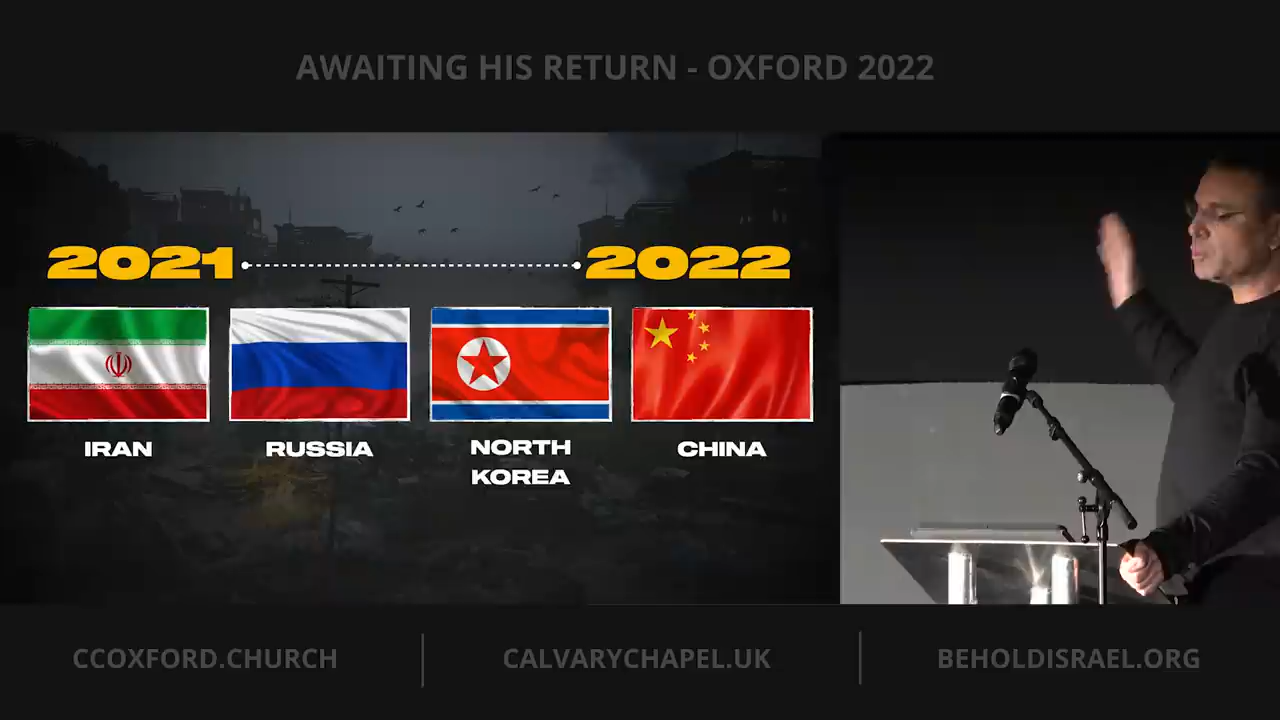 AWAITING HIS RETURN - OXFORD 2022
2021 2022
IRAN RUSSIA NORTH KOREA CHINA
CCOXFORD.CHURCH CALVARYCHAPEL.UK BEHOLDISRAEL.ORG